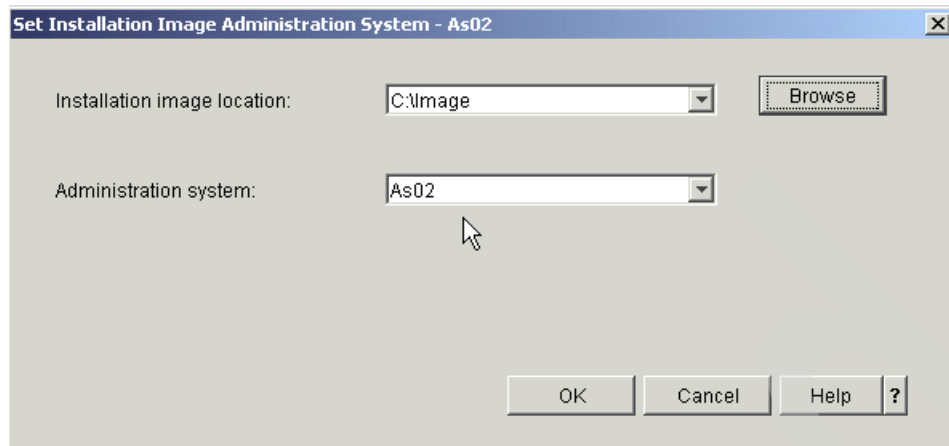 Set Installation Image Administration System - As02
Installation image location: C:\Image Browse
Administration system: As02
OK Cancel Help ?